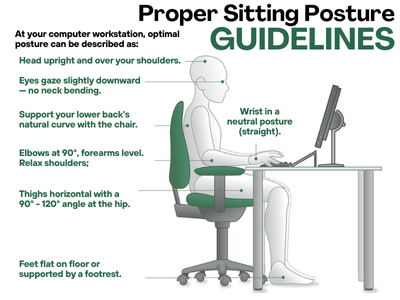 Proper Sitting Posture
GUIDELINES
At your computer workstation, optimal
posture can be described as:
Head upright and over your shoulders.
Eyes gaze slightly downward
— no neck bending.
Support your lower back's
natural curve with the chair.
Wrist in a
neutral posture
(straight).
Elbows at 90°, forearms level.
Relax shoulders;
Thighs horizontal with a
90° - 120° angle at the hip.
Feet flat on floor or
supported by a footrest.